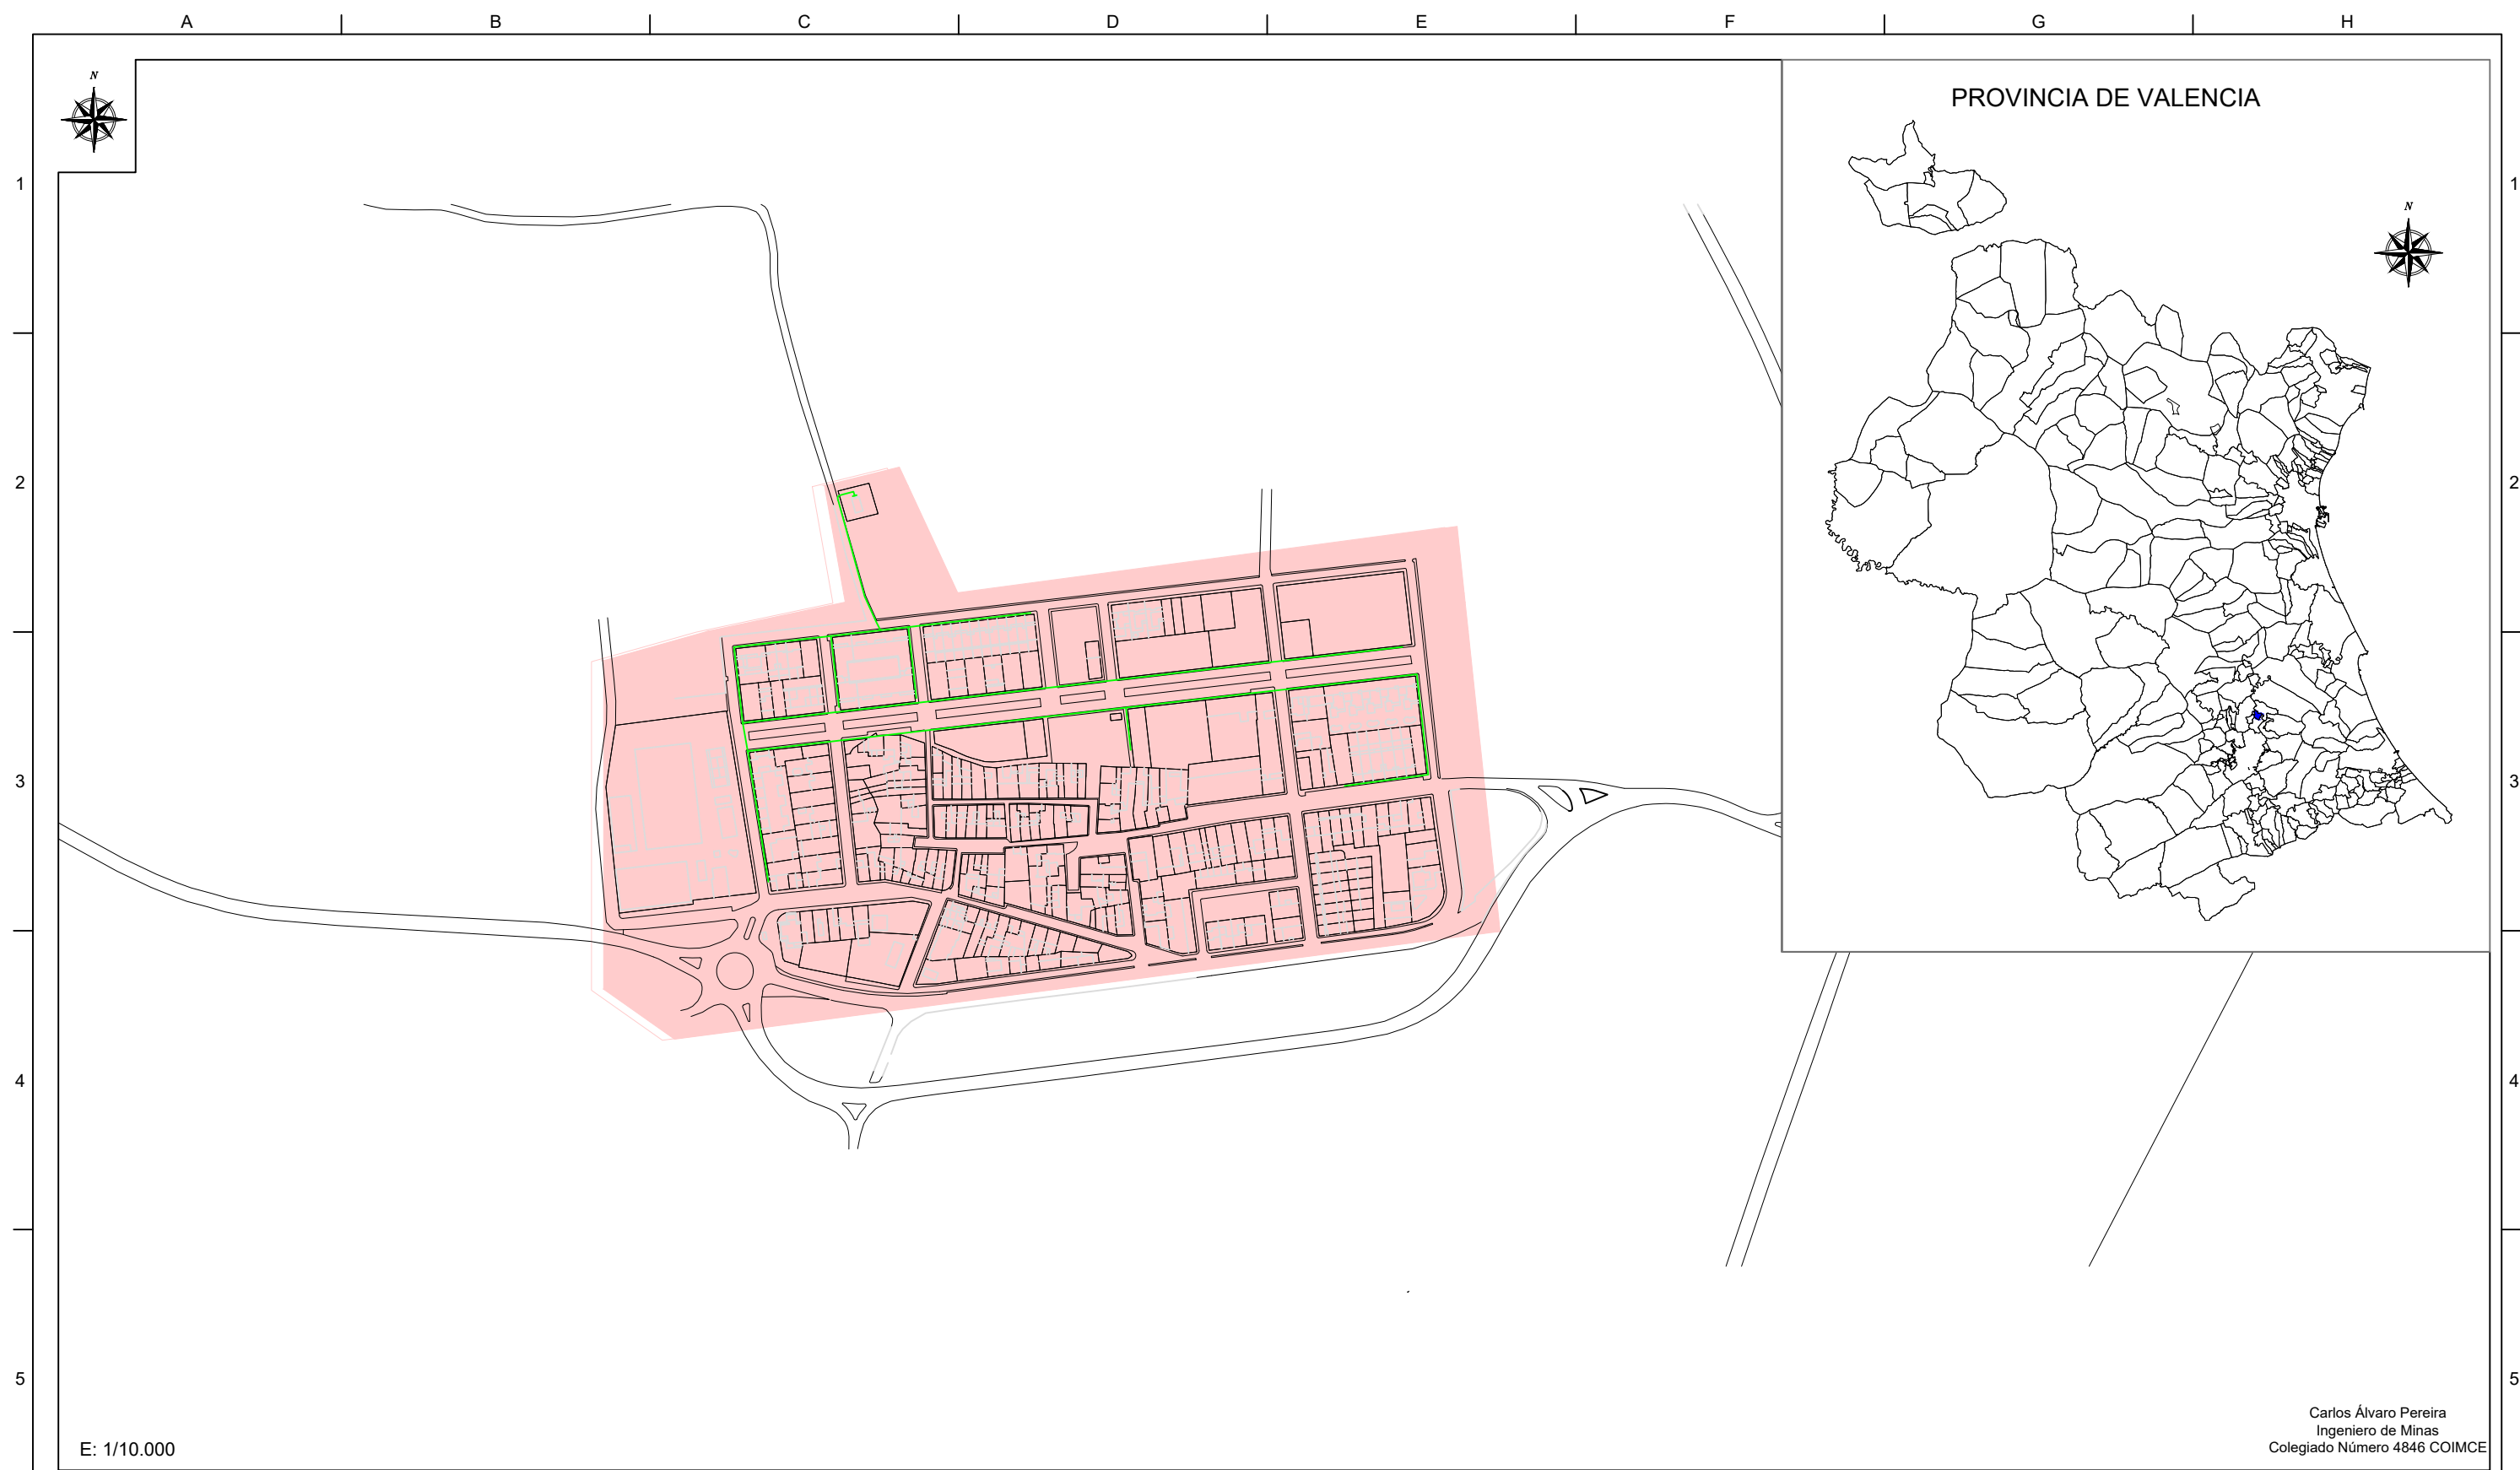 A B C D E F G H
N
PROVINCIA DE VALENCIA
1 1
N
2 2
3 3
4 4
5 5
E: 1/10.000
Carlos Álvaro Pereira
Ingeniero de Minas
Colegiado Número 4846 COIMCE